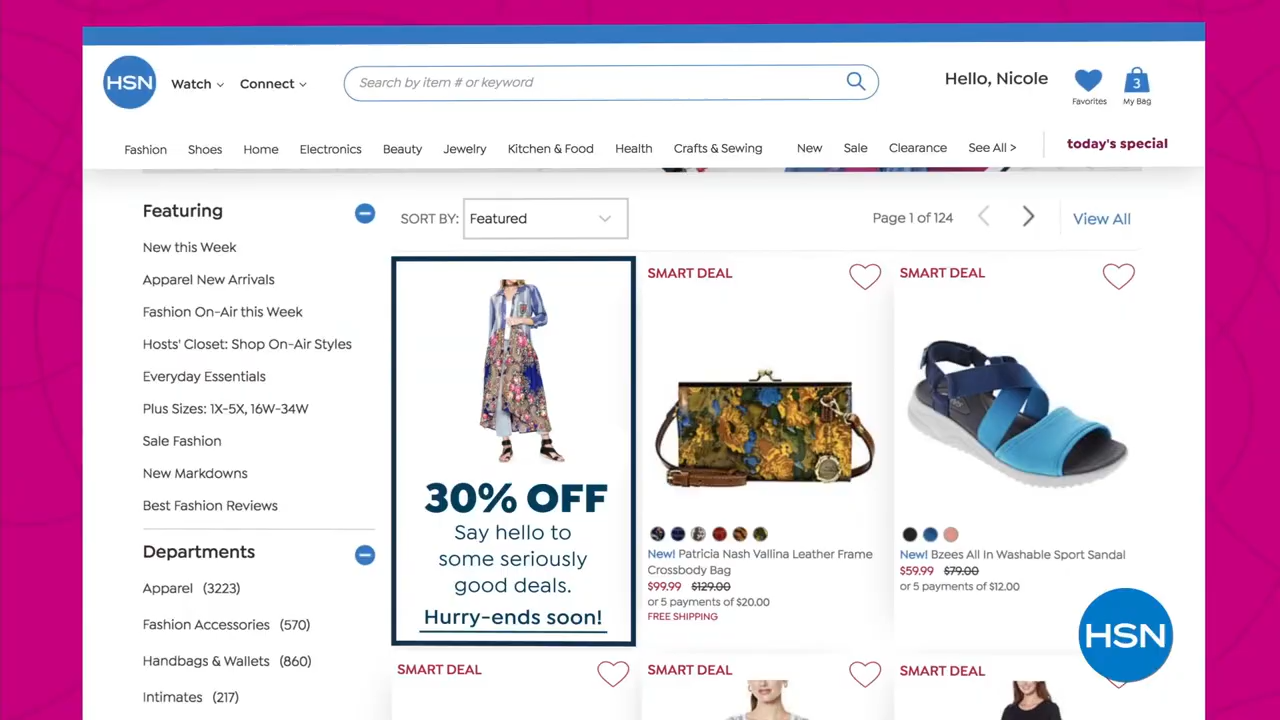 HSN
Watch
Connect
Search by item # or keyword
Hello, Nicole
Favorites
3
My Bag
Fashion
Shoes
Home
Electronics
Beauty
Jewelry
Kitchen & Food
Health
Crafts & Sewing
New
Sale
Clearance
See All >
today's special
Featuring
New this Week
Apparel New Arrivals
Fashion On-Air this Week
Hosts' Closet: Shop On-Air Styles
Everyday Essentials
Plus Sizes: 1X-5X, 16W-34W
Sale Fashion
New Markdowns
Best Fashion Reviews
Departments
Apparel (3223)
Fashion Accessories (570)
Handbags & Wallets (860)
Intimates (217)
SORT BY: Featured
Page 1 of 124
View All
30% OFF
Say hello to
some seriously
good deals.
Hurry-ends soon!
SMART DEAL
New! Patricia Nash Vallina Leather Frame
Crossbody Bag
$99.99 $129.00
or 5 payments of $20.00
FREE SHIPPING
SMART DEAL
New! Bzees All In Washable Sport Sandal
$59.99 $79.00
or 5 payments of $12.00
HSN
SMART DEAL
SMART DEAL
SMART DEAL